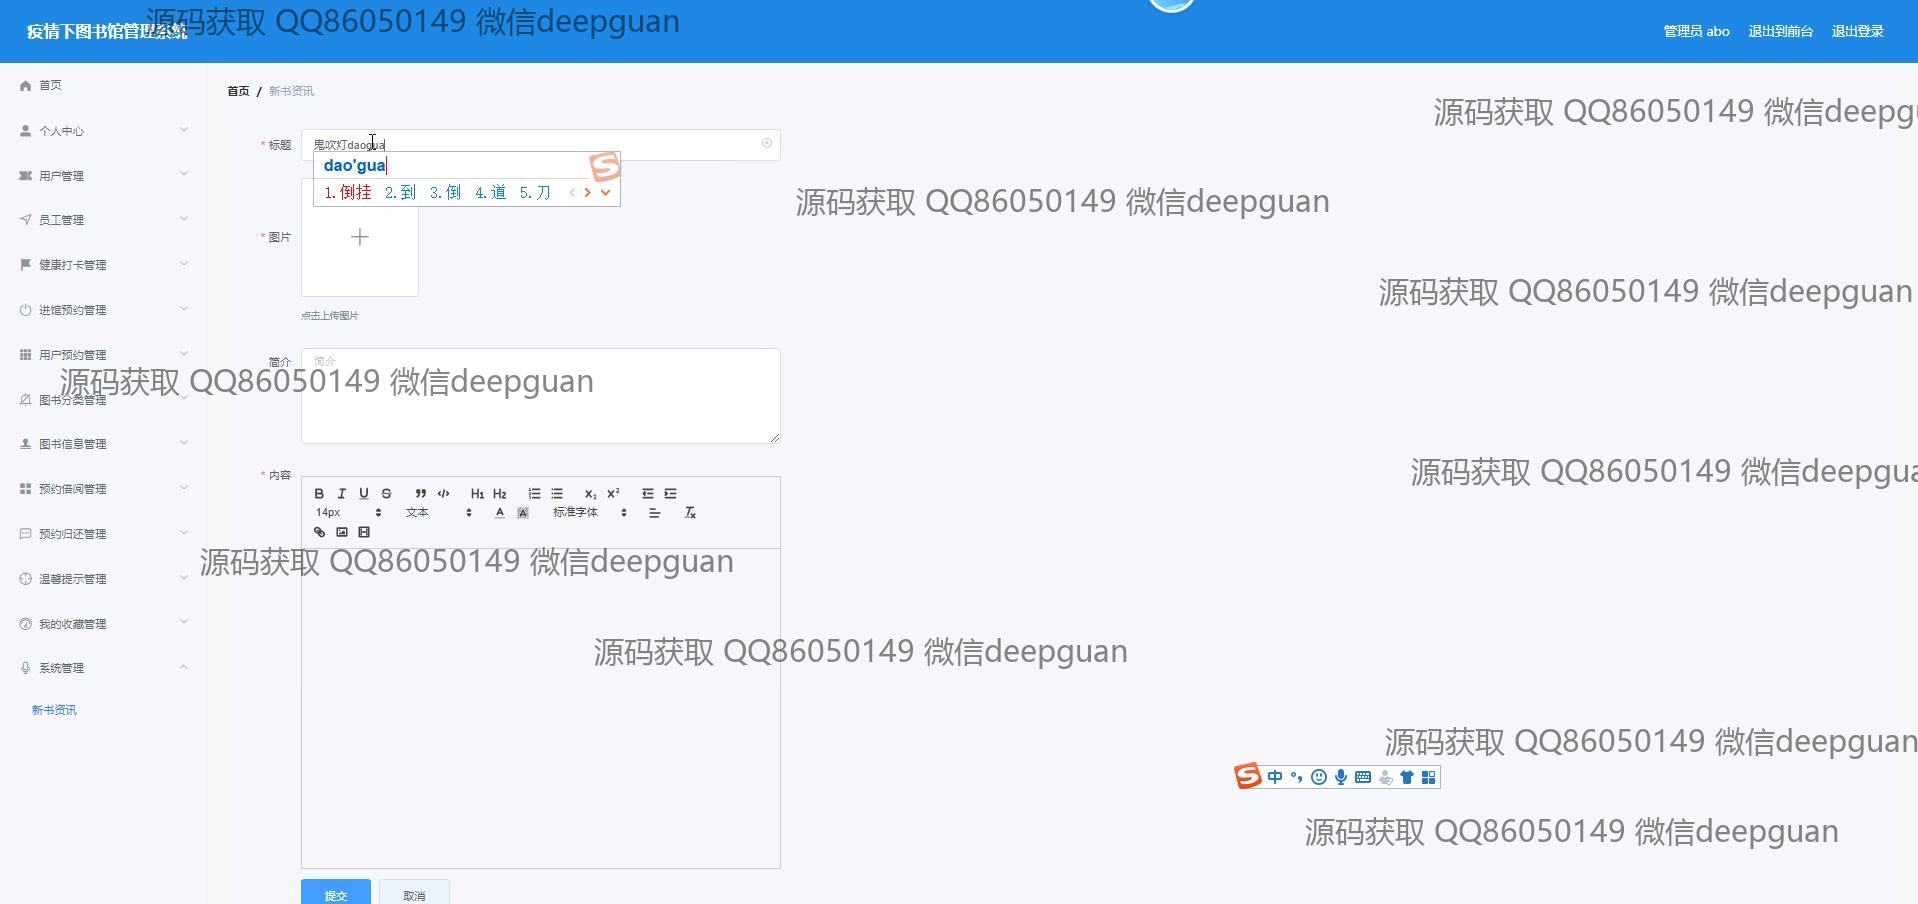 疫情下图书馆管理系统
源码获取 QQ86050149 微信deepguan
管理员 abo 退出到前台 退出登录
首页
个人中心
用户管理
员工管理
健康打卡管理
进馆预约管理
用户预约管理
图书分类管理
图书信息管理
预约借阅管理
预约归还管理
温馨提示管理
我的收藏管理
系统管理
新书资讯
首页 / 新书资讯
源码获取 QQ86050149 微信deepg
* 标题 鬼吹灯daogua
dao'gua
1.倒挂 2.到 3.倒 4.道 5.刀
源码获取 QQ86050149 微信deepguan
* 图片
源码获取 QQ86050149 微信deepguan
点击上传图片
简介 简介
源码获取 QQ86050149 微信deepguan
源码获取 QQ86050149 微信deepgua
* 内容
B I U S ” </> H1 H2 X2 X2
14px 文本 A A 标准字体 Tx
源码获取 QQ86050149 微信deepguan
源码获取 QQ86050149 微信deepguan
源码获取 QQ86050149 微信deepguan
S 中
源码获取 QQ86050149 微信deepguan
提交 取消